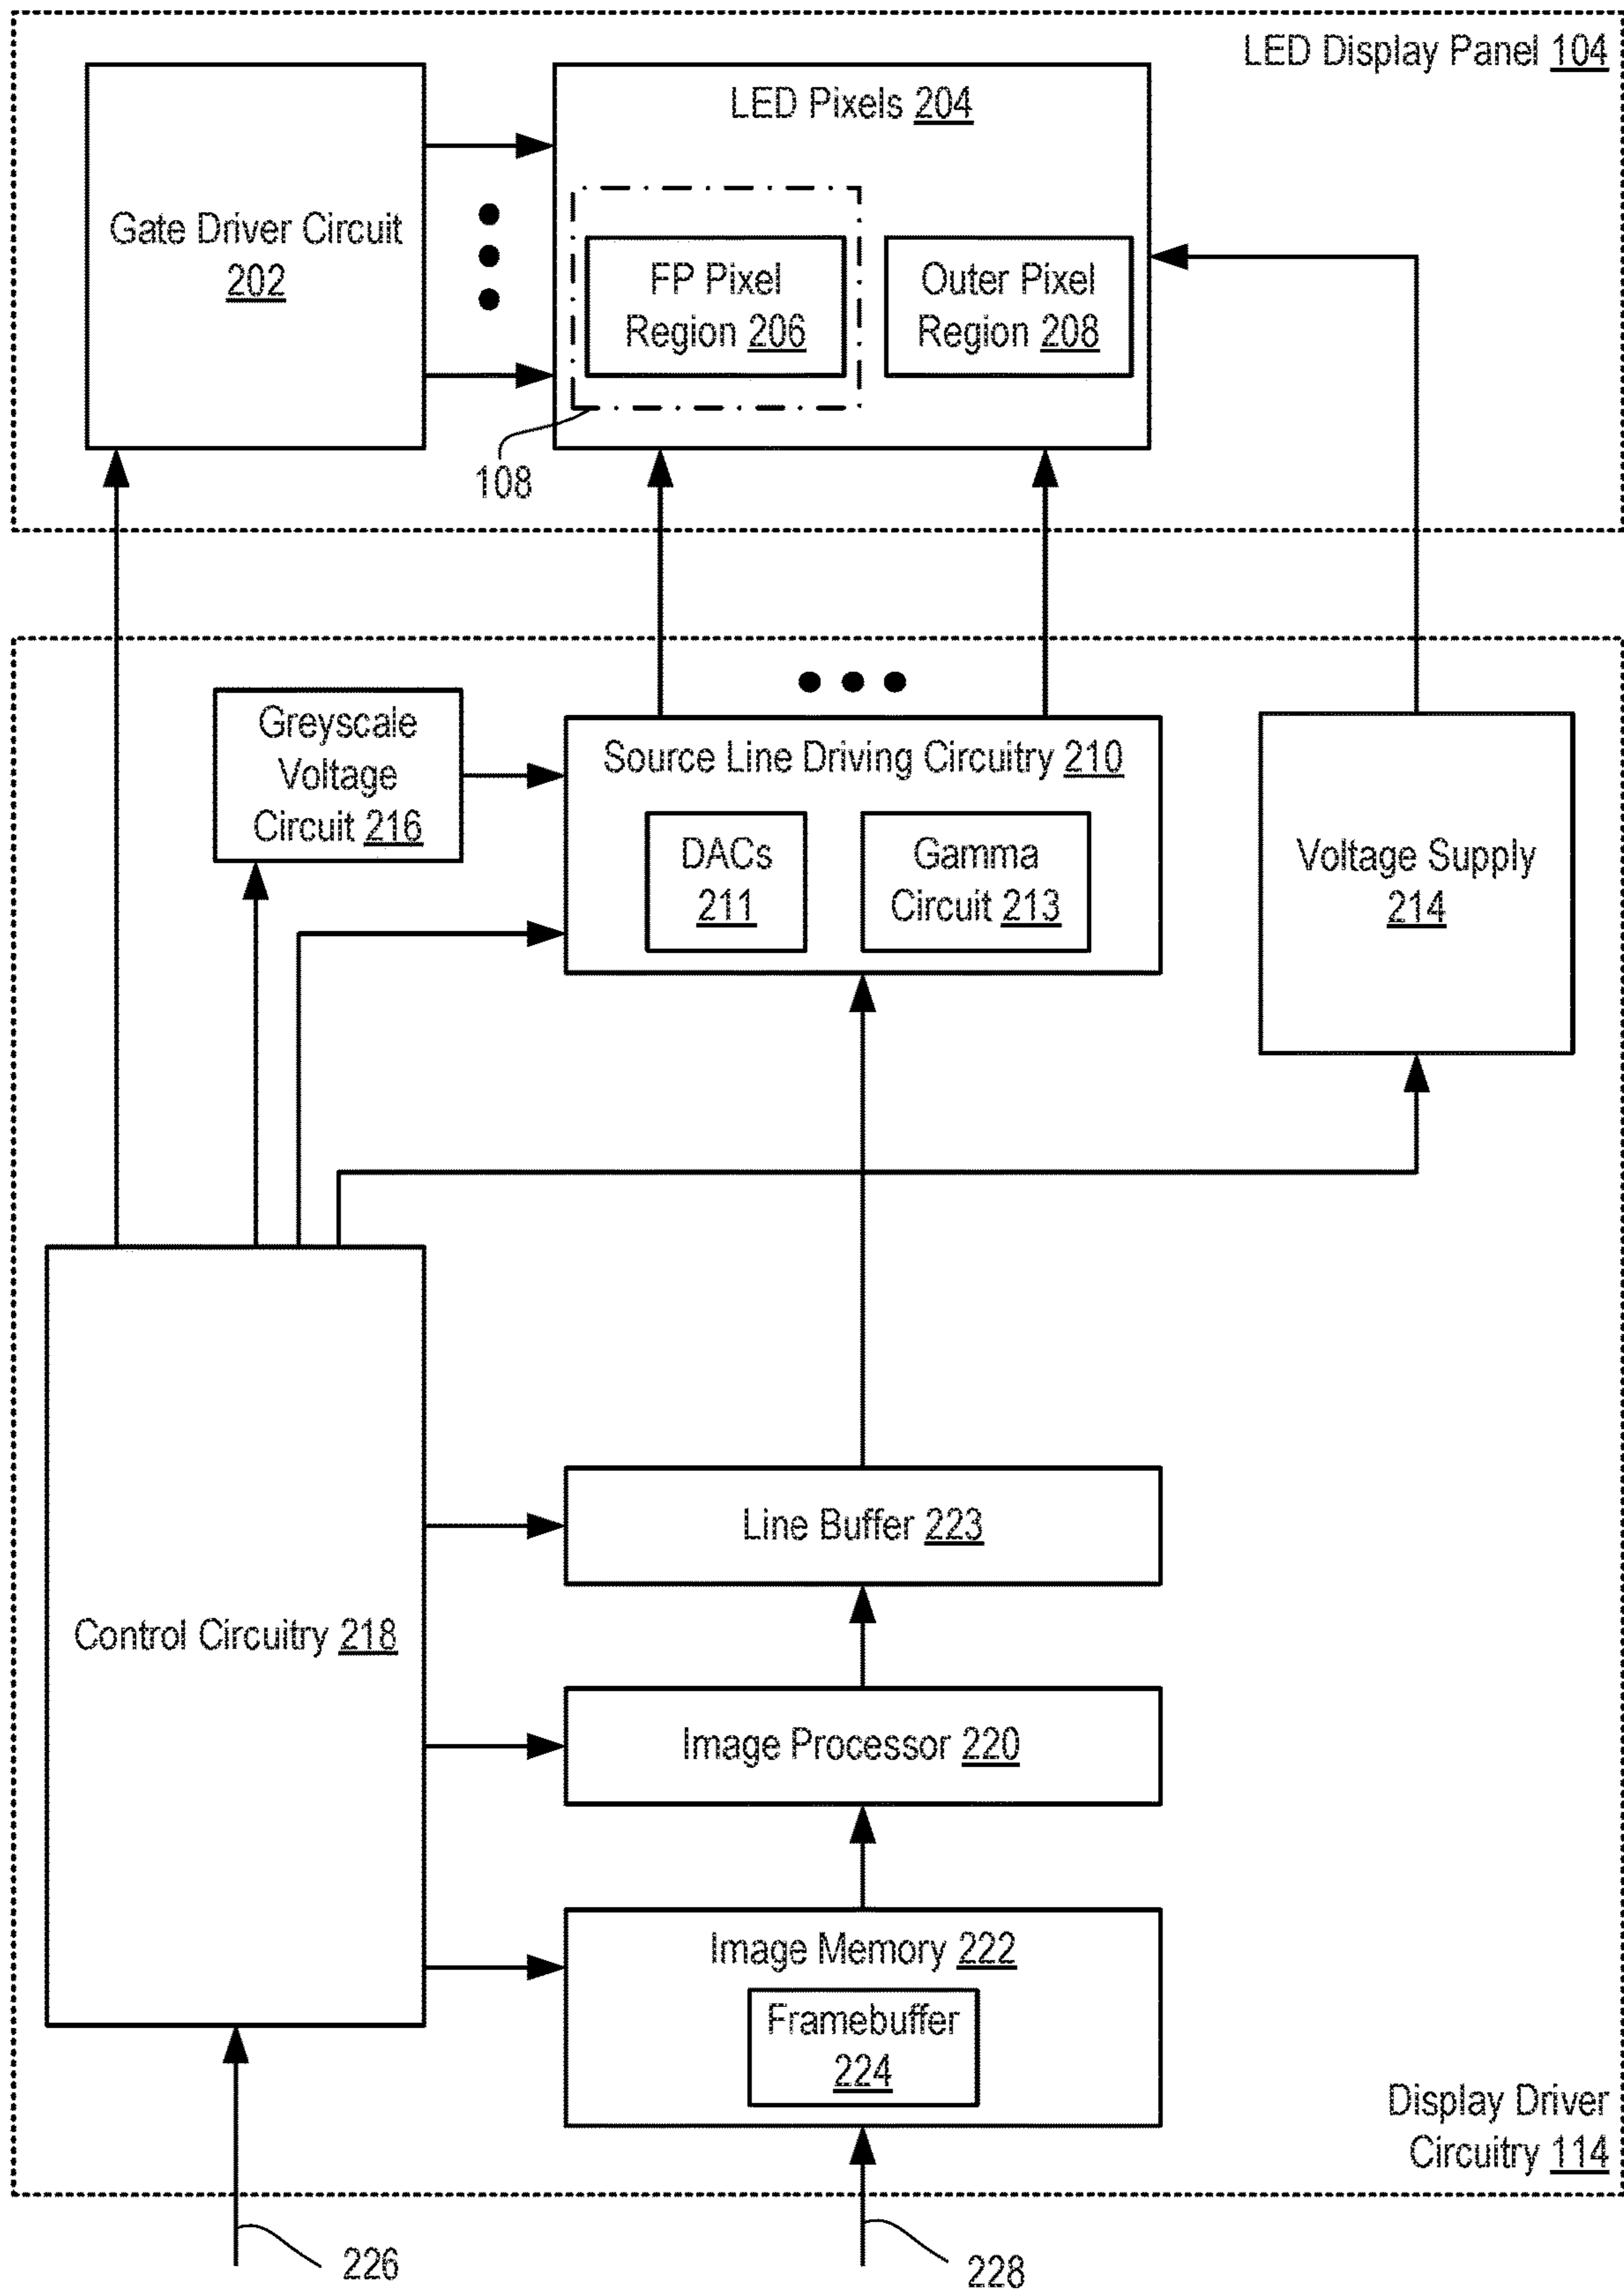 LED Display Panel 104
LED Pixels 204
Gate Driver Circuit
202
FP Pixel
Region 206
Outer Pixel
Region 208
108
Greyscale
Voltage
Circuit 216
Source Line Driving Circuitry 210
DACs
211
Gamma
Circuit 213
Voltage Supply
214
Line Buffer 223
Control Circuitry 218
Image Processor 220
Image Memory 222
Framebuffer
224
Display Driver
Circuitry 114
226
228